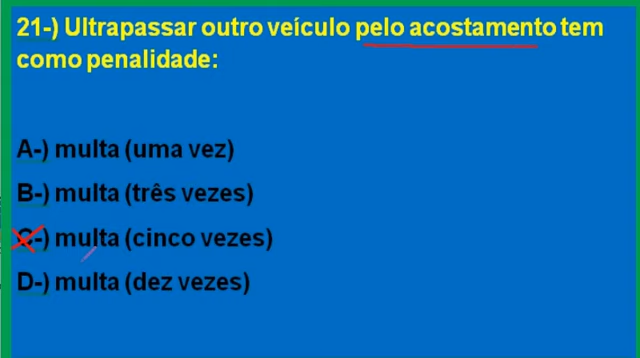 21-) Ultrapassar outro veículo pelo acostamento tem
como penalidade:
A-) multa (uma vez)
B-) multa (três vezes)
C-) multa (cinco vezes)
D-) multa (dez vezes)